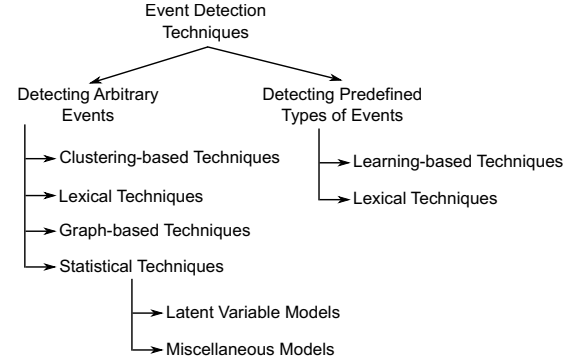 Event Detection
Techniques
Detecting Arbitrary
Events
Clustering-based Techniques
Lexical Techniques
Graph-based Techniques
Statistical Techniques
Latent Variable Models
Miscellaneous Models
Detecting Predefined
Types of Events
Learning-based Techniques
Lexical Techniques